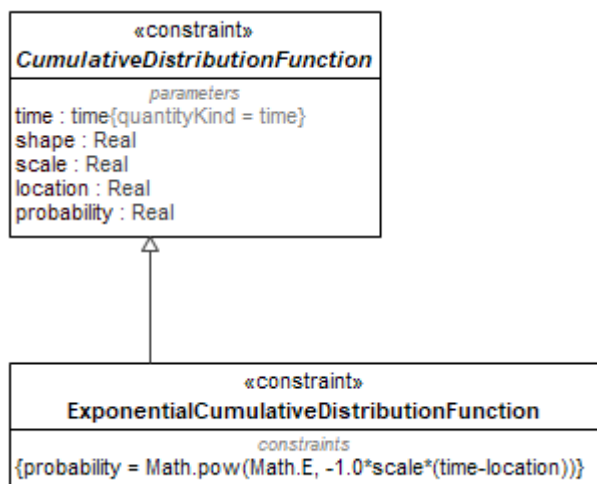 «constraint»
CumulativeDistributionFunction
parameters
time : time{quantityKind = time}
shape : Real
scale : Real
location : Real
probability : Real
«constraint»
ExponentialCumulativeDistributionFunction
constraints
{probability = Math.pow(Math.E, -1.0*scale*(time-location))}